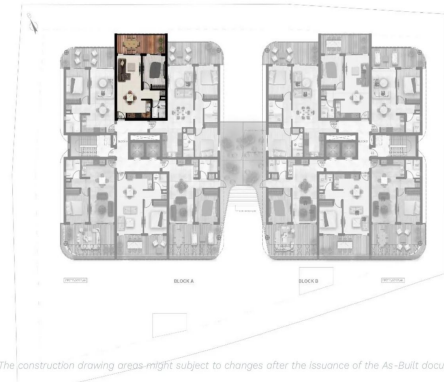 BLOCK A
BLOCK B
The construction drawing areas might subject to changes after the issuance of the As-Built docu